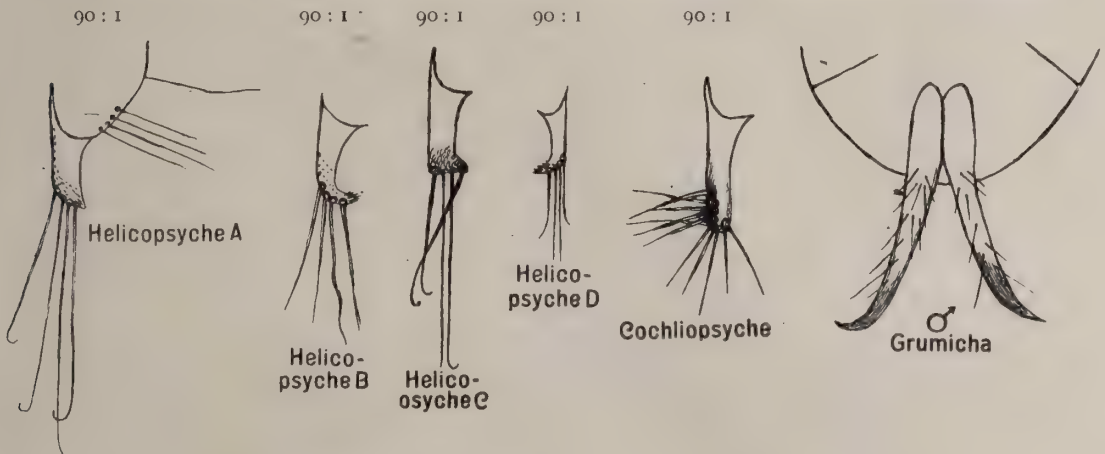 90 : 1
90 : 1
90 : 1
90 : 1
90 : 1
Helicopsyche A
Helico-
psyche B
Helico-
osyche C
Helico-
psyche D
Cochliopsyche
♂
Grumicha